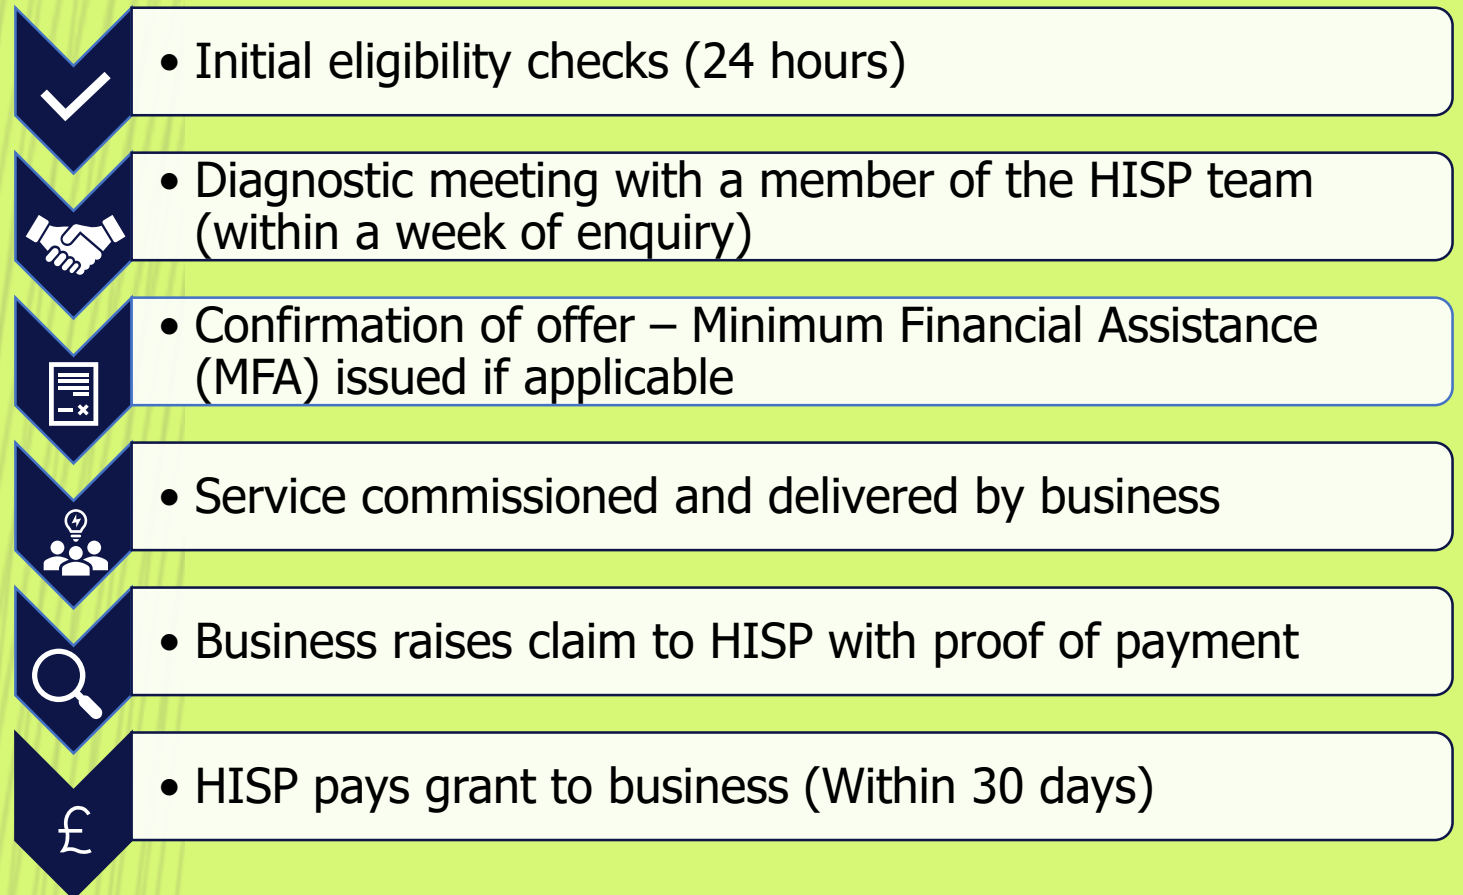 • Initial eligibility checks (24 hours)
• Diagnostic meeting with a member of the HISP team
(within a week of enquiry)
• Confirmation of offer – Minimum Financial Assistance
(MFA) issued if applicable
• Service commissioned and delivered by business
• Business raises claim to HISP with proof of payment
£
• HISP pays grant to business (Within 30 days)